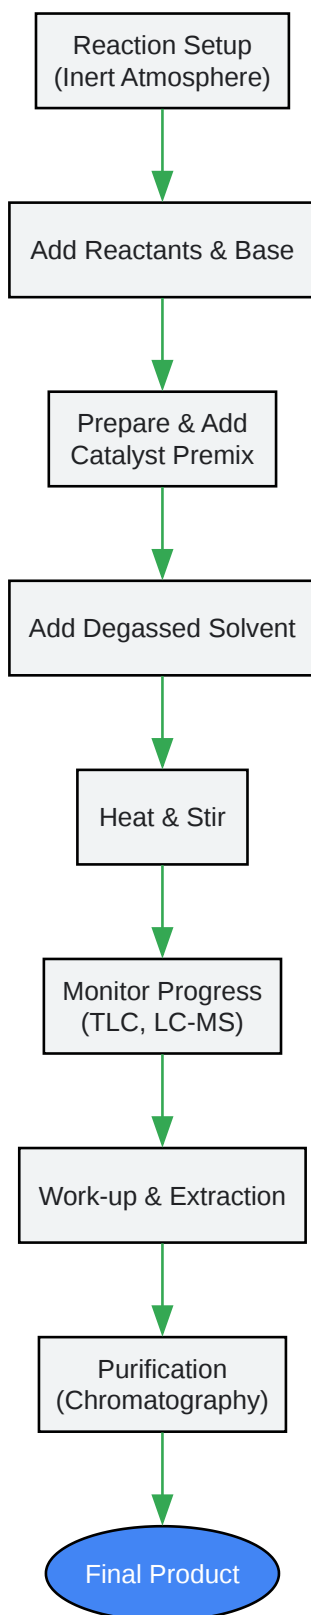 Reaction Setup
(Inert Atmosphere)
Add Reactants & Base
Prepare & Add
Catalyst Premix
Add Degassed Solvent
Heat & Stir
Monitor Progress
(TLC, LC-MS)
Work-up & Extraction
Purification
(Chromatography)
Final Product